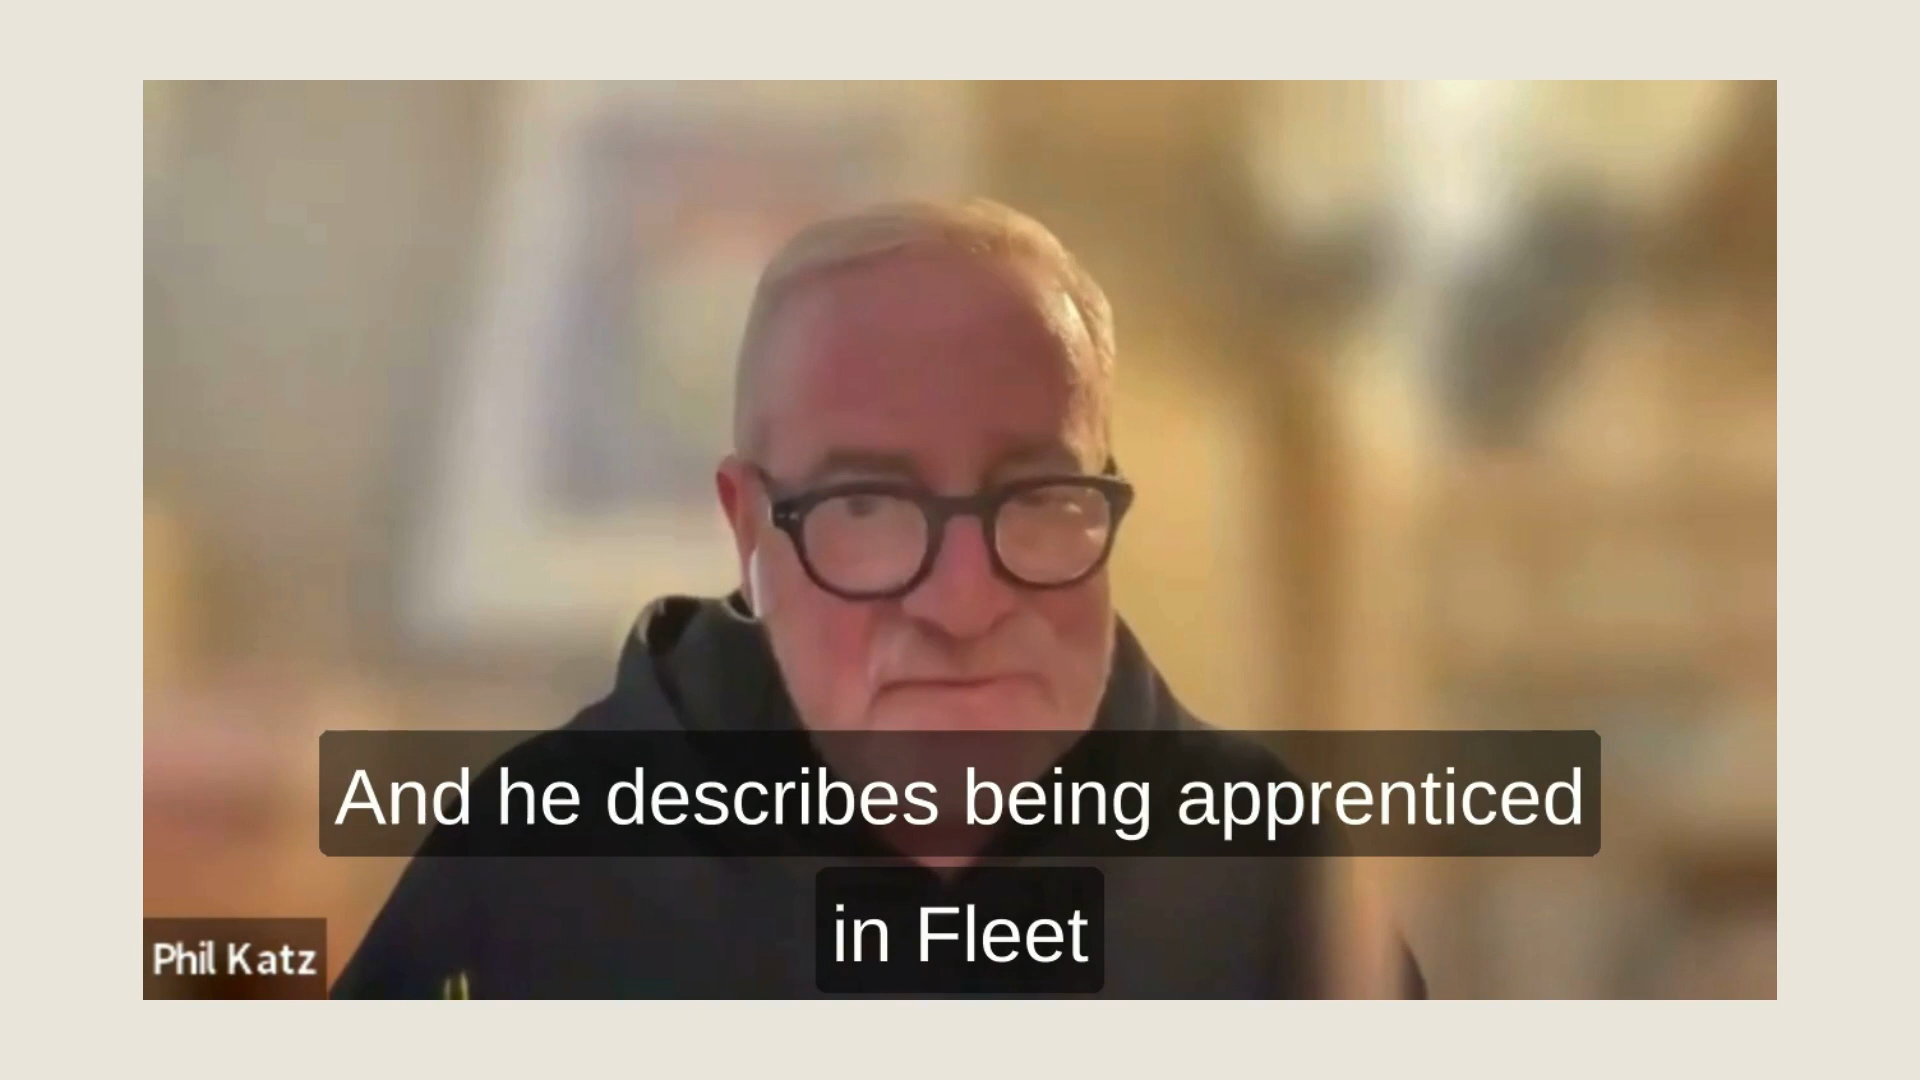 And he describes being apprenticed
in Fleet
Phil Katz